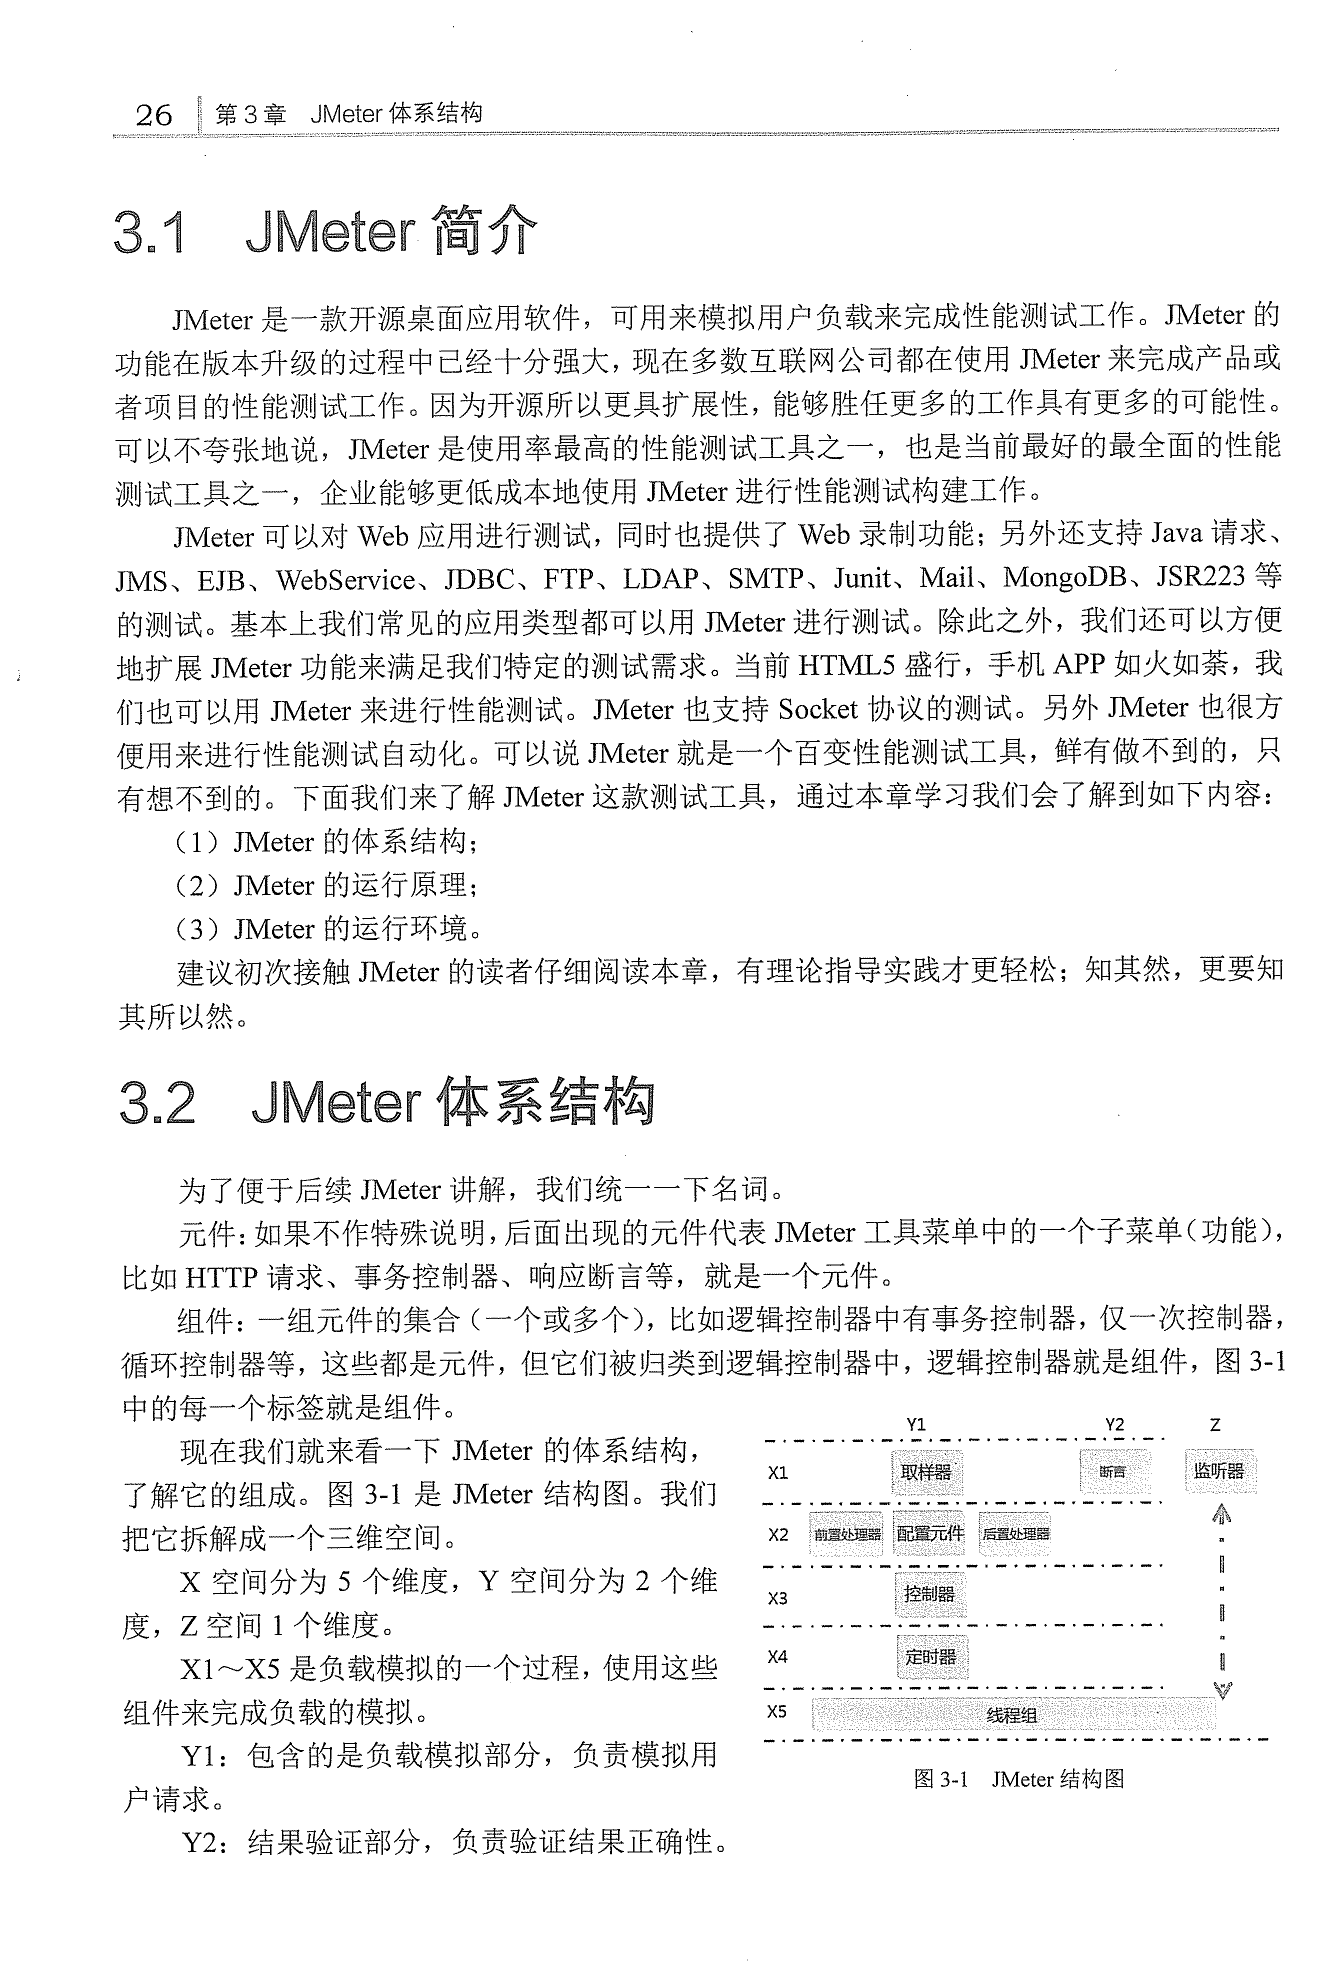 26 第3章 JMeter 体系结构
3.1 JMeter 简介
JMeter 是一款开源桌面应用软件，可用来模拟用户负载来完成性能测试工作。JMeter 的
功能在版本升级的过程中已经十分强大，现在多数互联网公司都在使用 JMeter 来完成产品或
者项目的性能测试工作。因为开源所以更具扩展性，能够胜任更多的工作具有更多的可能性。
可以不夸张地说，JMeter 是使用率最高的性能测试工具之一，也是当前最好的最全面的性能
测试工具之一，企业能够更低成本地使用 JMeter 进行性能测试构建工作。
JMeter 可以对 Web 应用进行测试，同时也提供了 Web 录制功能；另外还支持 Java 请求、
JMS、EJB、WebService、JDBC、FTP、LDAP、SMTP、Junit、Mail、MongoDB、JSR223 等
的测试。基本上我们常见的应用类型都可以用 JMeter 进行测试。除此之外，我们还可以方便
地扩展 JMeter 功能来满足我们特定的测试需求。当前 HTML5 盛行，手机 APP 如火如荼，我
们也可以用 JMeter 来进行性能测试。JMeter 也支持 Socket 协议的测试。另外 JMeter 也很方
便用来进行性能测试自动化。可以说 JMeter 就是一个百变性能测试工具，鲜有做不到的，只
有想不到的。下面我们来了解 JMeter 这款测试工具，通过本章学习我们会了解到如下内容：
（1）JMeter 的体系结构；
（2）JMeter 的运行原理；
（3）JMeter 的运行环境。
建议初次接触 JMeter 的读者仔细阅读本章，有理论指导实践才更轻松；知其然，更要知
其所以然。
3.2 JMeter 体系结构
为了便于后续 JMeter 讲解，我们统一一下名词。
元件：如果不作特殊说明，后面出现的元件代表 JMeter 工具菜单中的一个子菜单（功能），
比如 HTTP 请求、事务控制器、响应断言等，就是一个元件。
组件：一组元件的集合（一个或多个），比如逻辑控制器中有事务控制器，仅一次控制器，
循环控制器等，这些都是元件，但它们被归类到逻辑控制器中，逻辑控制器就是组件，图 3-1
中的每一个标签就是组件。
现在我们就来看一下 JMeter 的体系结构，
了解它的组成。图 3-1 是 JMeter 结构图。我们
把它拆解成一个三维空间。
X 空间分为 5 个维度，Y 空间分为 2 个维
度，Z 空间 1 个维度。
X1～X5 是负载模拟的一个过程，使用这些
组件来完成负载的模拟。
Y1：包含的是负载模拟部分，负责模拟用
户请求。
Y2：结果验证部分，负责验证结果正确性。
Y1 Y2 Z
X1 取样器 断言 监听器
X2 前置处理器 配置元件 后置处理器
X3 控制器
X4 定时器
X5 线程组
图 3-1 JMeter 结构图